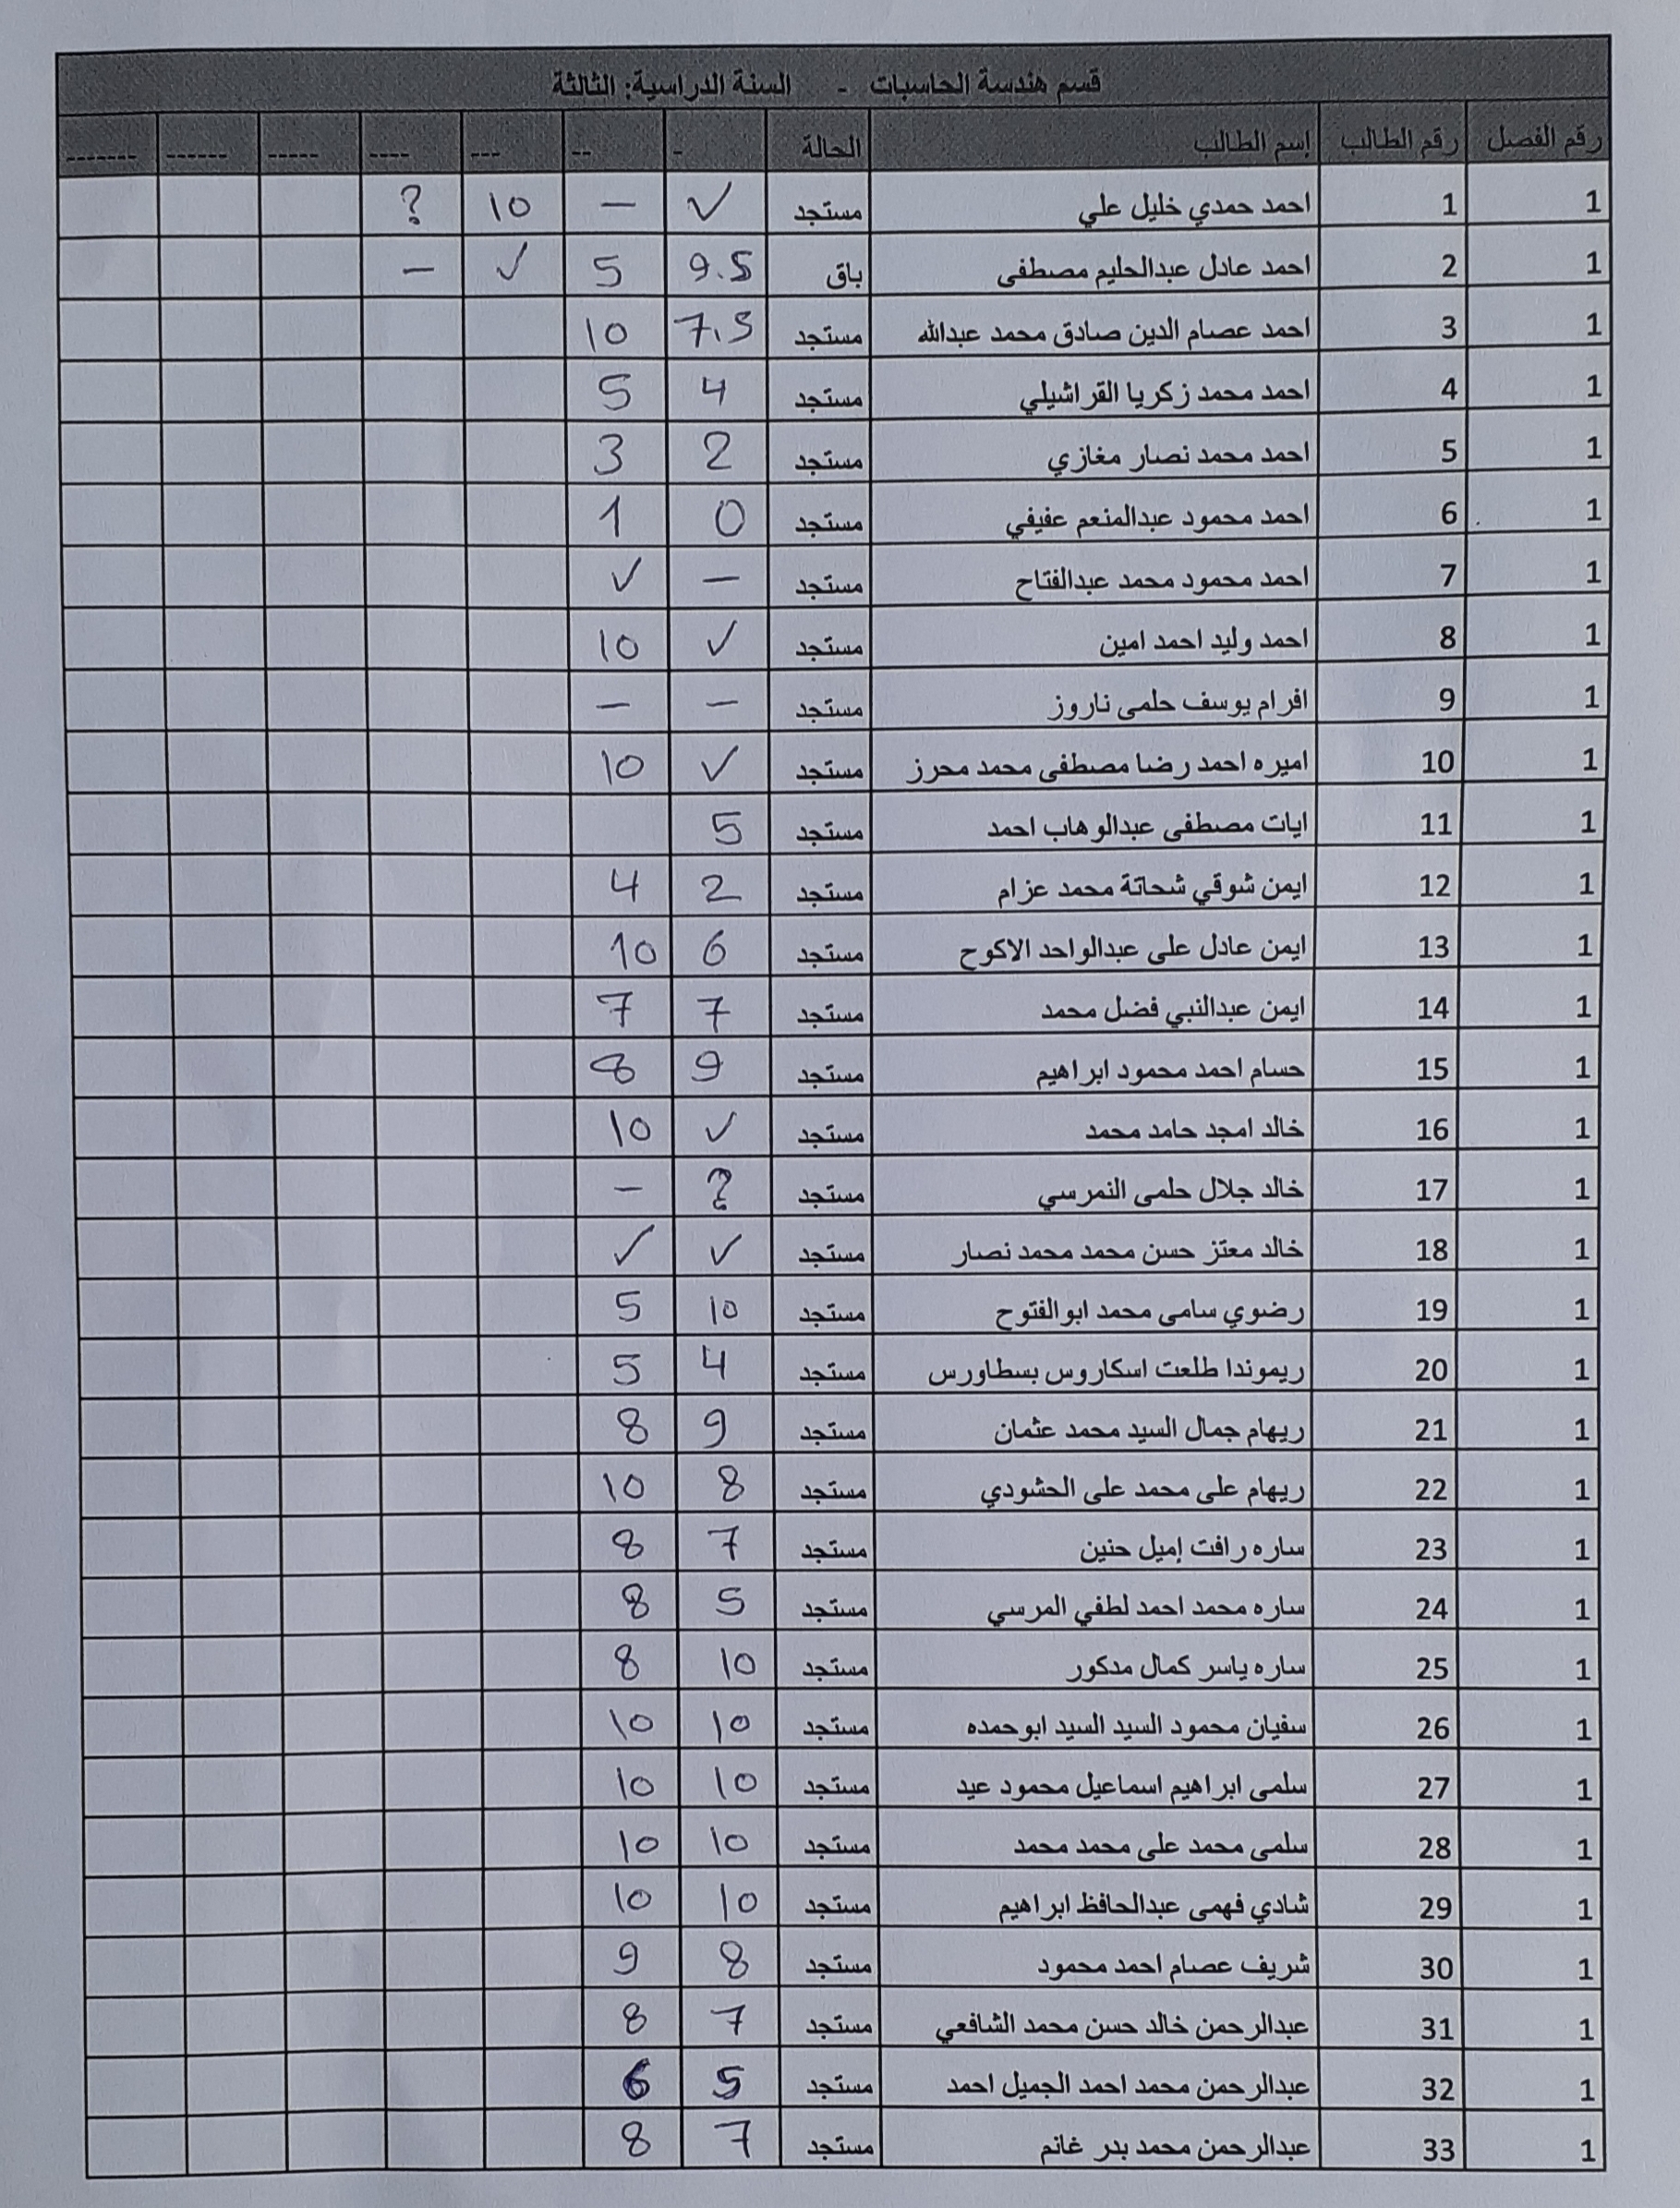 قسم هندسة الحاسبات - السنة الدراسية: الثالثة
رقم الفصل رقم الطالب إسم الطالب الحالة - -- --- ---- ----- ------ -------
1 1 احمد حمدي خليل علي مستجد ✓ — 10 ?
1 2 احمد عادل عبدالحليم مصطفى باق 9.5 5 ✓ —
1 3 احمد عصام الدين صادق محمد عبدالله مستجد 7.5 10
1 4 احمد محمد زكريا القراشيلي مستجد 4 5
1 5 احمد محمد نصار مغازي مستجد 2 3
1 6 احمد محمود عبدالمنعم عفيفي مستجد 0 1
1 7 احمد محمود محمد عبدالفتاح مستجد — ✓
1 8 احمد وليد احمد امين مستجد ✓ 10
1 9 افرام يوسف حلمى ناروز مستجد — —
1 10 اميره احمد رضا مصطفى محمد محرز مستجد ✓ 10
1 11 ايات مصطفى عبدالوهاب احمد مستجد 5
1 12 ايمن شوقي شحاتة محمد عزام مستجد 2 4
1 13 ايمن عادل على عبدالواحد الاكوح مستجد 6 10
1 14 ايمن عبدالنبي فضل محمد مستجد 7 7
1 15 حسام احمد محمود ابراهيم مستجد 9 8
1 16 خالد امجد حامد محمد مستجد ✓ 10
1 17 خالد جلال حلمى النمرسي مستجد ? —
1 18 خالد معتز حسن محمد محمد نصار مستجد ✓ ✓
1 19 رضوي سامى محمد ابوالفتوح مستجد 10 5
1 20 ريموندا طلعت اسكاروس بسطاورس مستجد 4 5
1 21 ريهام جمال السيد محمد عثمان مستجد 9 8
1 22 ريهام على محمد على الحشودي مستجد 8 10
1 23 ساره رافت إميل حنين مستجد 7 8
1 24 ساره محمد احمد لطفي المرسي مستجد 5 8
1 25 ساره ياسر كمال مدكور مستجد 10 8
1 26 سفيان محمود السيد السيد ابوحمده مستجد 10 10
1 27 سلمى ابراهيم اسماعيل محمود عيد مستجد 10 10
1 28 سلمى محمد على محمد محمد مستجد 10 10
1 29 شادي فهمى عبدالحافظ ابراهيم مستجد 10 10
1 30 شريف عصام احمد محمود مستجد 8 9
1 31 عبدالرحمن خالد حسن محمد الشافعي مستجد 7 8
1 32 عبدالرحمن محمد احمد الجميل احمد مستجد 5 6
1 33 عبدالرحمن محمد بدر غانم مستجد 7 8